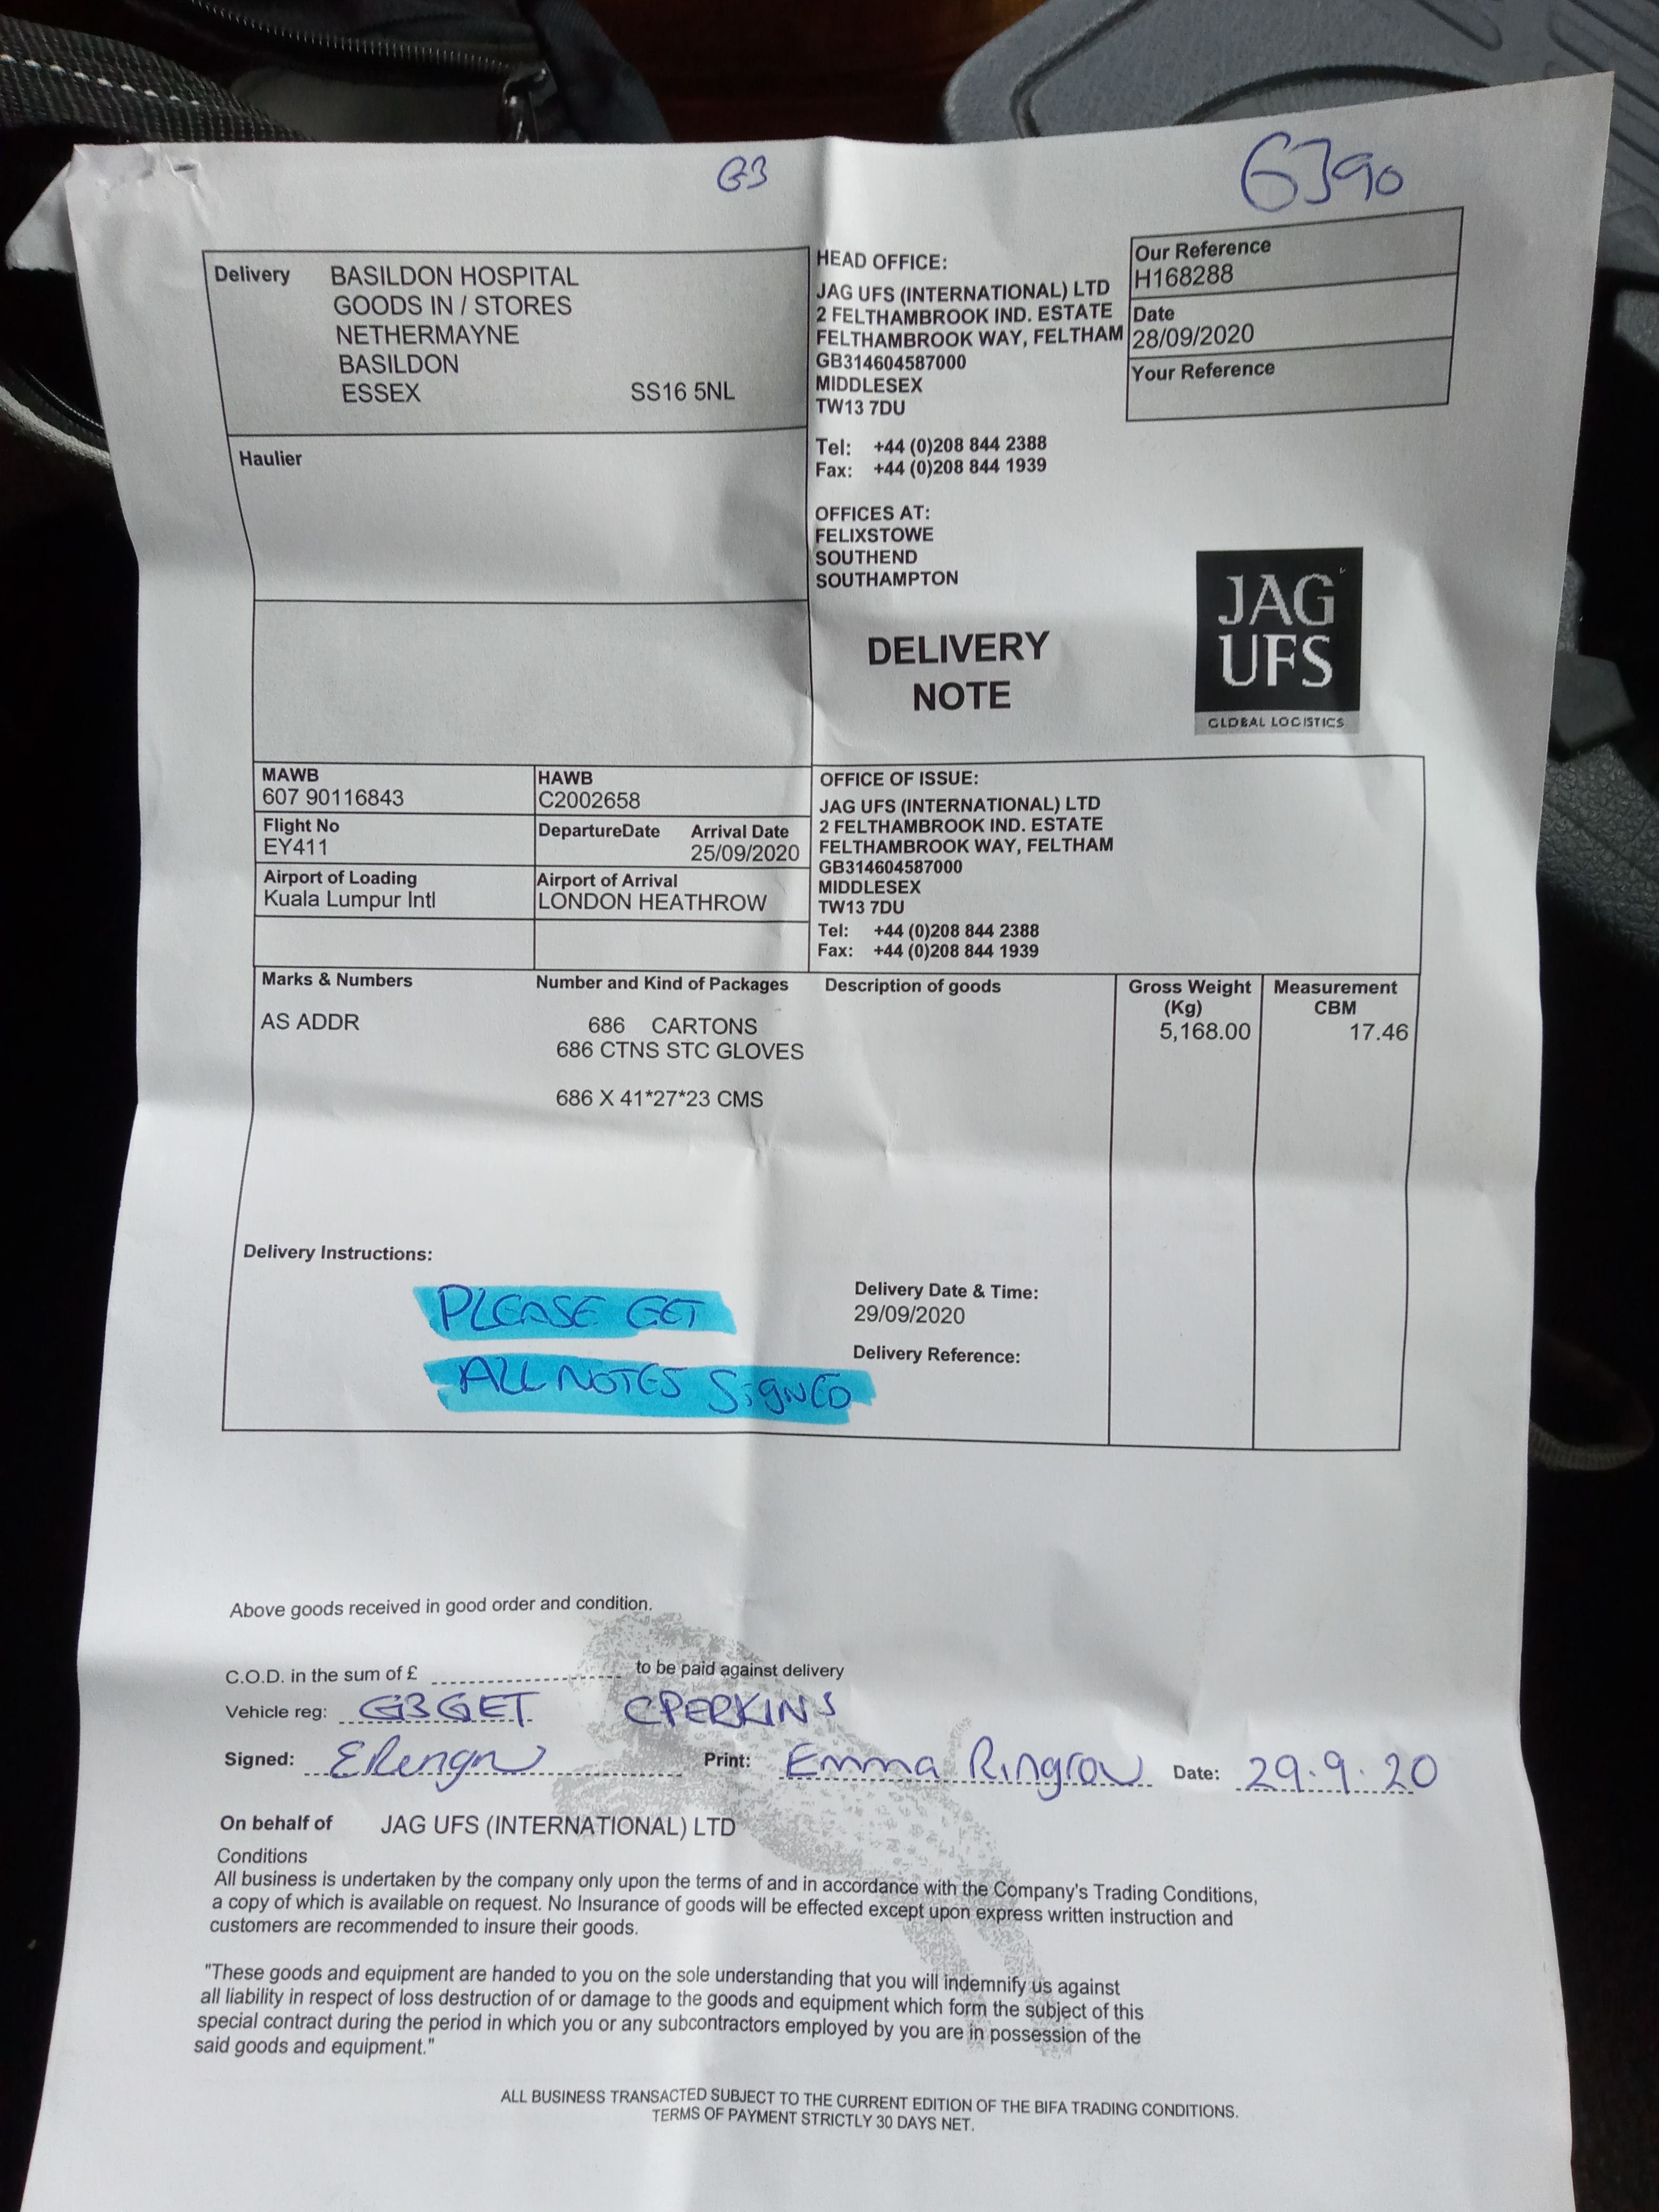 G3
G390
Delivery BASILDON HOSPITAL
GOODS IN / STORES
NETHERMAYNE
BASILDON
ESSEX SS16 5NL
Haulier
HEAD OFFICE:
JAG UFS (INTERNATIONAL) LTD
2 FELTHAMBROOK IND. ESTATE
FELTHAMBROOK WAY, FELTHAM
GB314604587000
MIDDLESEX
TW13 7DU
Tel: +44 (0)208 844 2388
Fax: +44 (0)208 844 1939
OFFICES AT:
FELIXSTOWE
SOUTHEND
SOUTHAMPTON
Our Reference
H168288
Date
28/09/2020
Your Reference
DELIVERY
NOTE
JAG
UFS
GLOBAL LOGISTICS
MAWB
607 90116843
HAWB
C2002658
Flight No
EY411
DepartureDate
Arrival Date
25/09/2020
Airport of Loading
Kuala Lumpur Intl
Airport of Arrival
LONDON HEATHROW
OFFICE OF ISSUE:
JAG UFS (INTERNATIONAL) LTD
2 FELTHAMBROOK IND. ESTATE
FELTHAMBROOK WAY, FELTHAM
GB314604587000
MIDDLESEX
TW13 7DU
Tel: +44 (0)208 844 2388
Fax: +44 (0)208 844 1939
Marks & Numbers Number and Kind of Packages Description of goods Gross Weight (Kg) Measurement CBM
AS ADDR 686 CARTONS 5,168.00 17.46
686 CTNS STC GLOVES
686 X 41*27*23 CMS
Delivery Instructions:
PLEASE GET
ALL NOTES SIGNED
Delivery Date & Time:
29/09/2020
Delivery Reference:
Above goods received in good order and condition.
C.O.D. in the sum of £ to be paid against delivery
Vehicle reg: G3GET CPERKINS
Signed: Print: Emma Date: 29.9.20
On behalf of JAG UFS (INTERNATIONAL) LTD
Conditions
All business is undertaken by the company only upon the terms of and in accordance with the Company's Trading Conditions,
a copy of which is available on request. No Insurance of goods will be effected except upon express written instruction and
customers are recommended to insure their goods.
"These goods and equipment are handed to you on the sole understanding that you will indemnify us against
all liability in respect of loss destruction of or damage to the goods and equipment which form the subject of this
special contract during the period in which you or any subcontractors employed by you are in possession of the
said goods and equipment."
ALL BUSINESS TRANSACTED SUBJECT TO THE CURRENT EDITION OF THE BIFA TRADING CONDITIONS.
TERMS OF PAYMENT STRICTLY 30 DAYS NET.